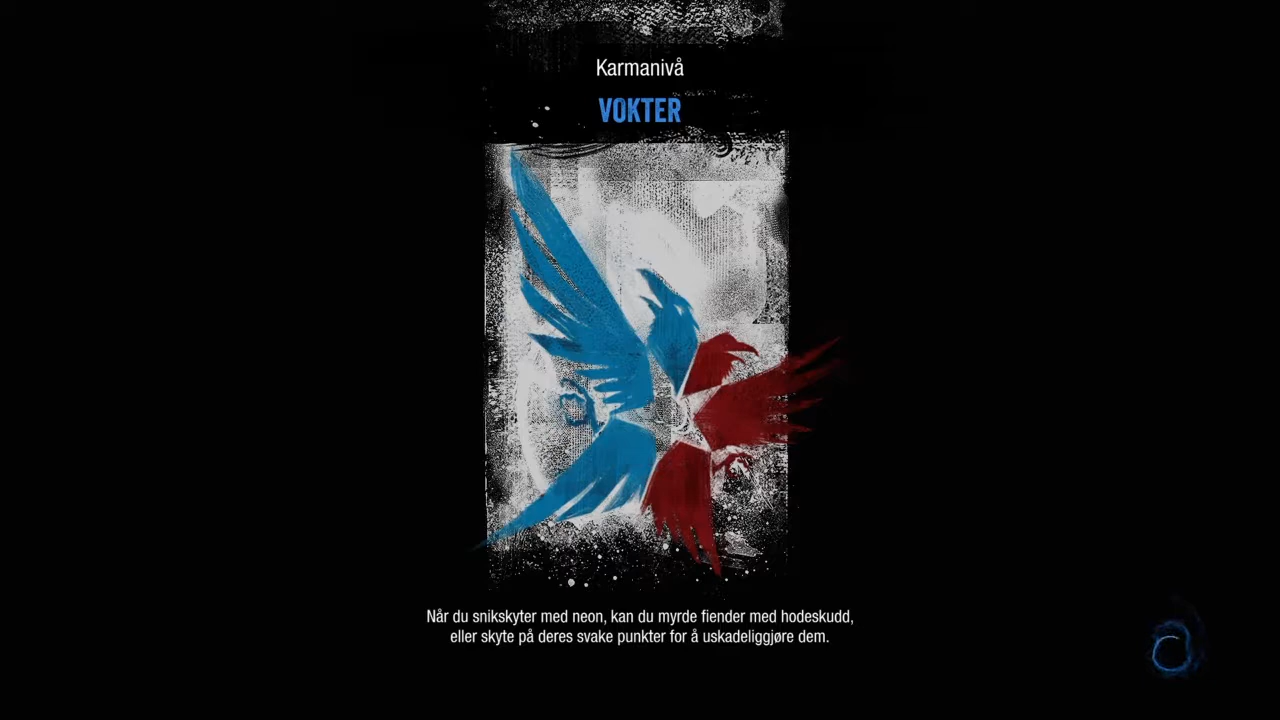 Karmanivå
VOKTER
Når du snikskyter med neon, kan du myrde fiender med hodeskudd,
eller skyte på deres svake punkter for å uskadeliggjøre dem.